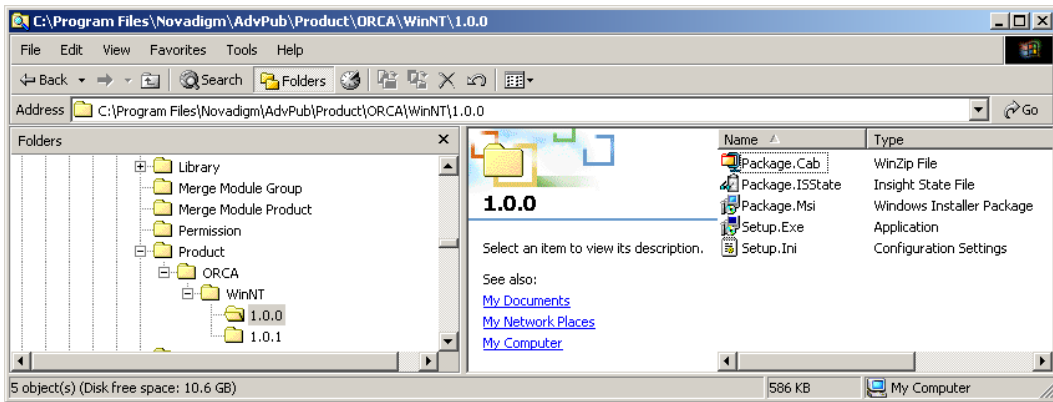 C:\Program Files\Novadigm\AdvPub\Product\ORCA\WinNT\1.0.0
File Edit View Favorites Tools Help
Back Search Folders
Address C:\Program Files\Novadigm\AdvPub\Product\ORCA\WinNT\1.0.0 Go
Folders
Library
Merge Module Group
Merge Module Product
Permission
Product
ORCA
WinNT
1.0.0
1.0.1
1.0.0
Select an item to view its description.
See also:
My Documents
My Network Places
My Computer
Name Type
Package.Cab WinZip File
Package.ISState Insight State File
Package.Msi Windows Installer Package
Setup.Exe Application
Setup.Ini Configuration Settings
5 object(s) (Disk free space: 10.6 GB) 586 KB My Computer